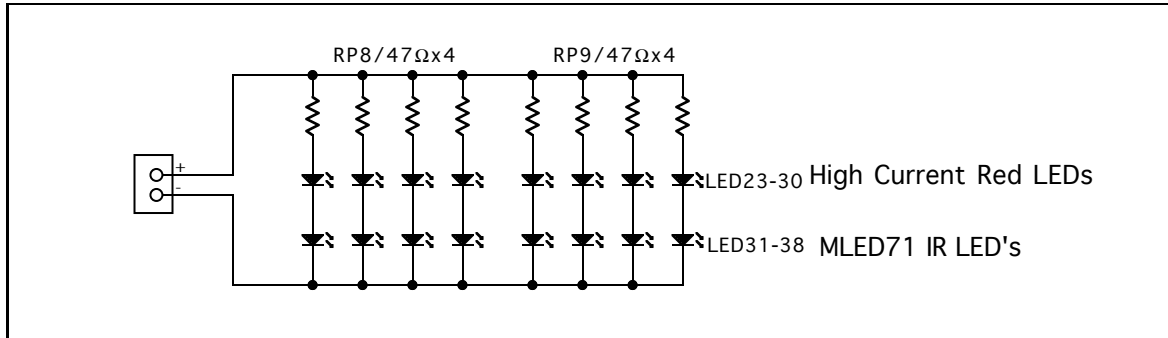 RP8/47Ωx4 RP9/47Ωx4
+
-
LED23-30 High Current Red LEDs
LED31-38 MLED71 IR LED's